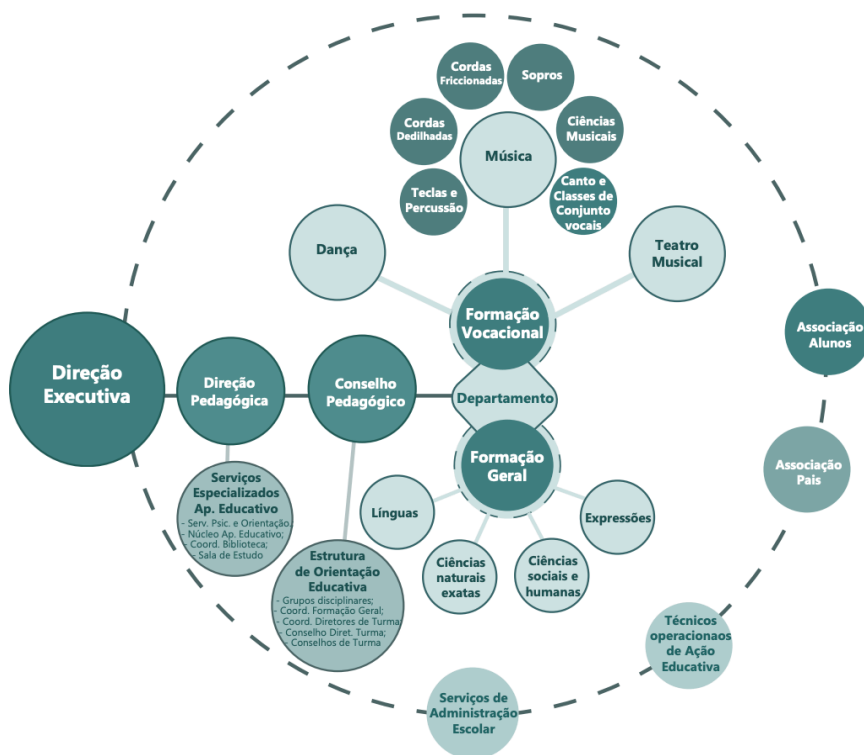 Cordas
Friccionadas
Sopros
Cordas
Dedilhadas
Ciências
Musicais
Música
Teclas e
Percussão
Canto e
Classes de
Conjunto
vocais
Dança
Teatro
Musical
Formação
Vocacional
Associação
Alunos
Direção
Executiva
Direção
Pedagógica
Conselho
Pedagógico
Departamento
Formação
Geral
Associação
Pais
Serviços
Especializados
Ap. Educativo
- Serv. Psic. e Orientação.
- Núcleo Ap. Educativo;
- Coord. Biblioteca;
- Sala de Estudo
Línguas
Expressões
Estrutura
de Orientação
Educativa
- Grupos disciplinares;
- Coord. Formação Geral;
- Coord. Diretores de Turma;
- Conselho Diret. Turma;
- Conselhos de Turma
Ciências
naturais
exatas
Ciências
sociais e
humanas
Técnicos
operacionaos
de Ação
Educativa
Serviços de
Administração
Escolar